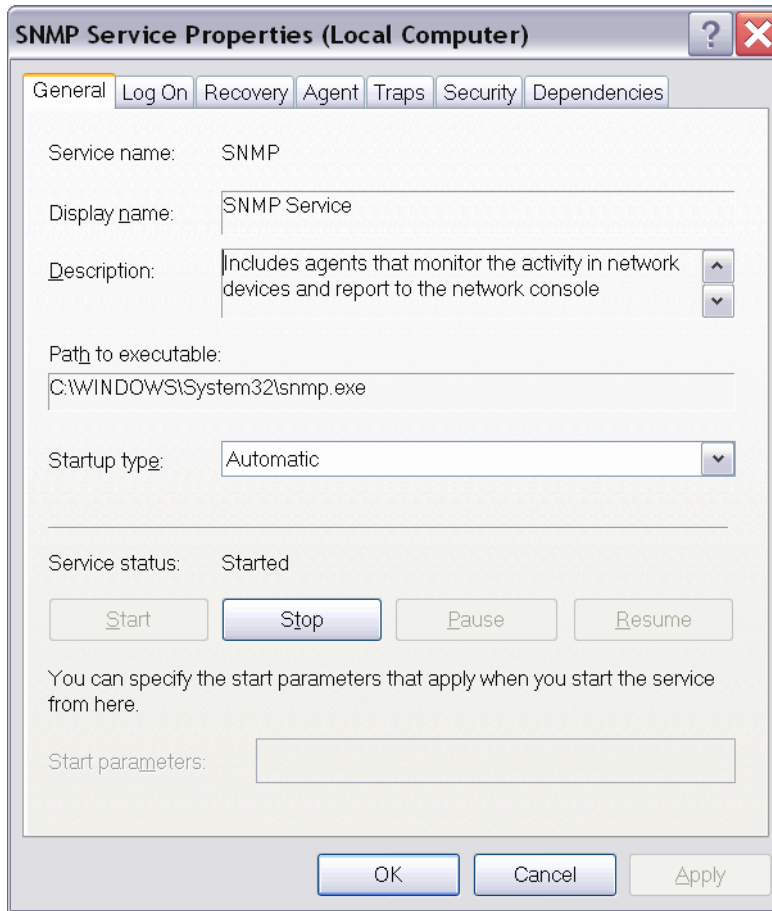 SNMP Service Properties (Local Computer)
General Log On Recovery Agent Traps Security Dependencies
Service name: SNMP
Display name: SNMP Service
Description: Includes agents that monitor the activity in network
devices and report to the network console
Path to executable:
C:\WINDOWS\System32\snmp.exe
Startup type: Automatic
Service status: Started
Start Stop Pause Resume
You can specify the start parameters that apply when you start the service
from here.
Start parameters:
OK Cancel Apply